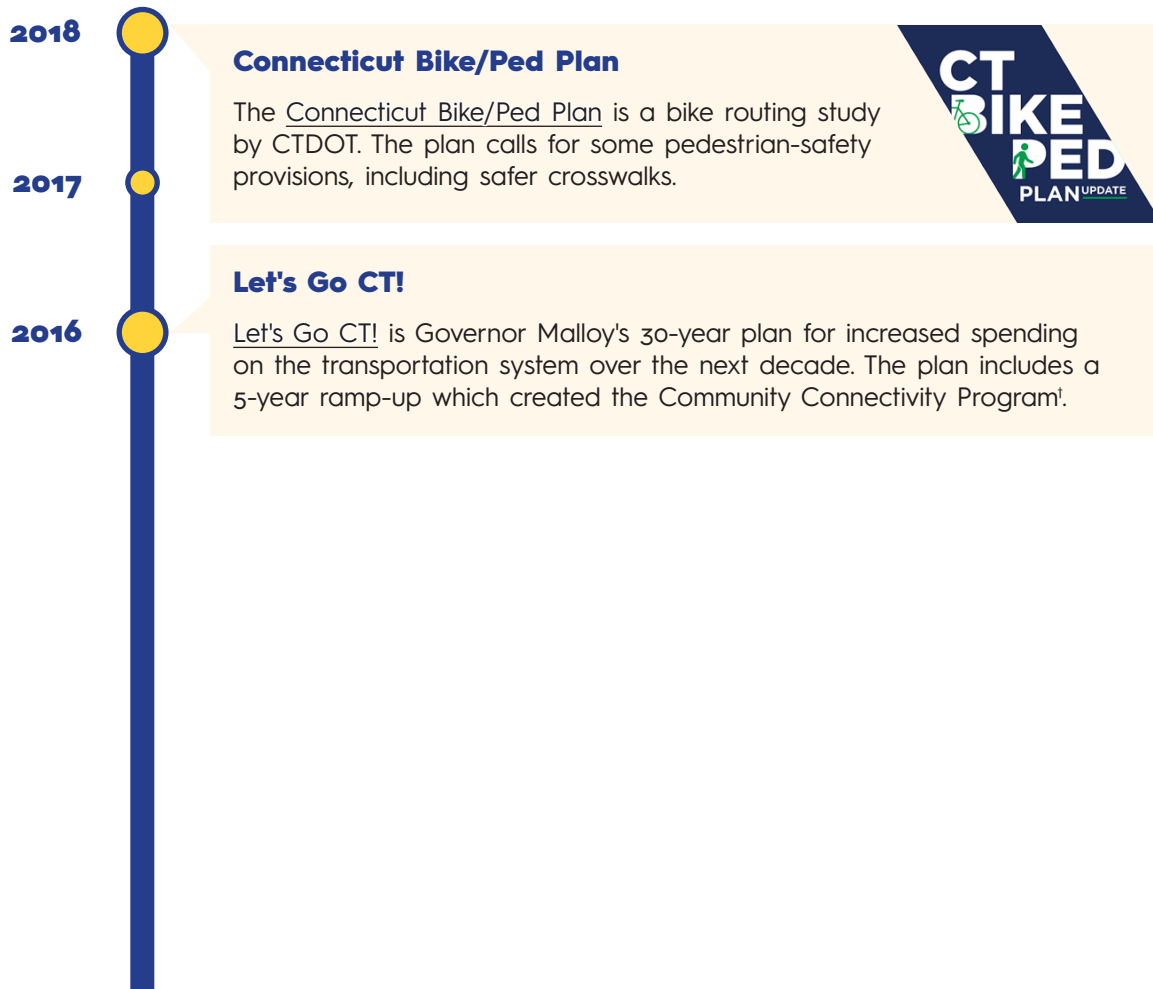 2018
Connecticut Bike/Ped Plan
The Connecticut Bike/Ped Plan is a bike routing study
by CTDOT. The plan calls for some pedestrian-safety
provisions, including safer crosswalks.
CT
BIKE
PED
PLAN UPDATE
2017
Let's Go CT!
2016
Let's Go CT! is Governor Malloy's 30-year plan for increased spending
on the transportation system over the next decade. The plan includes a
5-year ramp-up which created the Community Connectivity Program†.